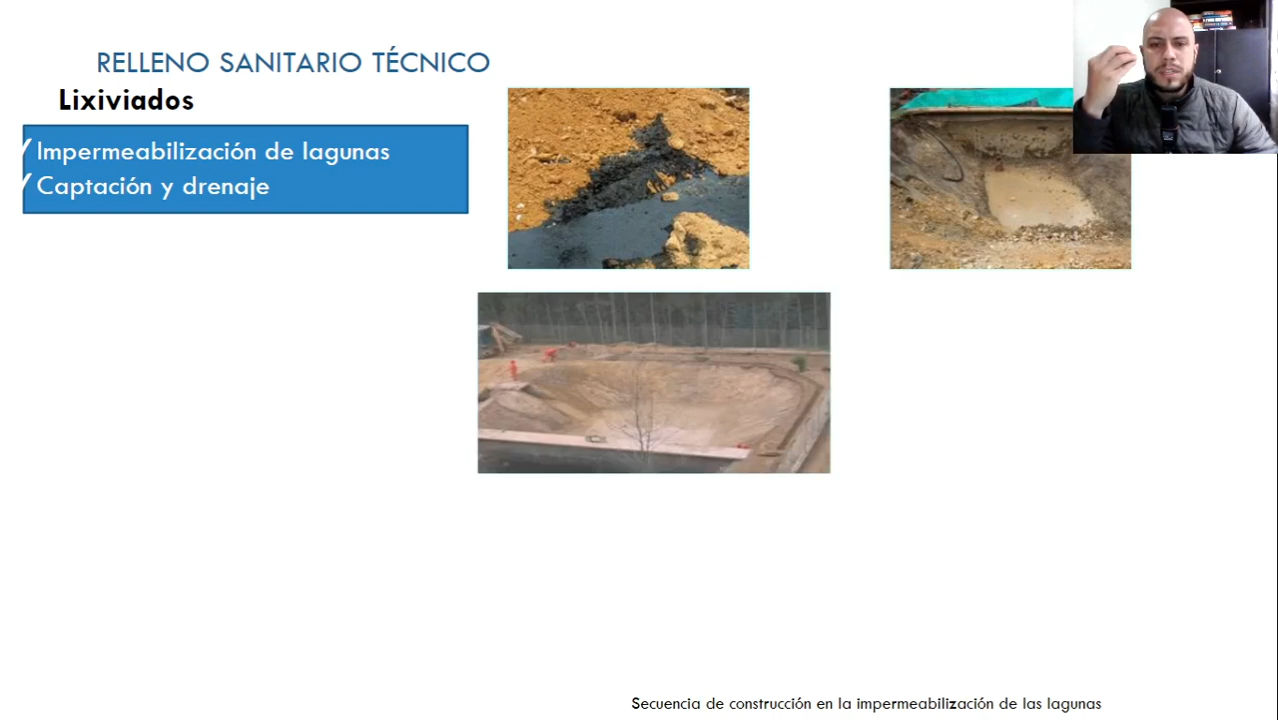 RELLENO SANITARIO TÉCNICO
Lixiviados
✓Impermeabilización de lagunas
✓Captación y drenaje
Secuencia de construcción en la impermeabilización de las lagunas